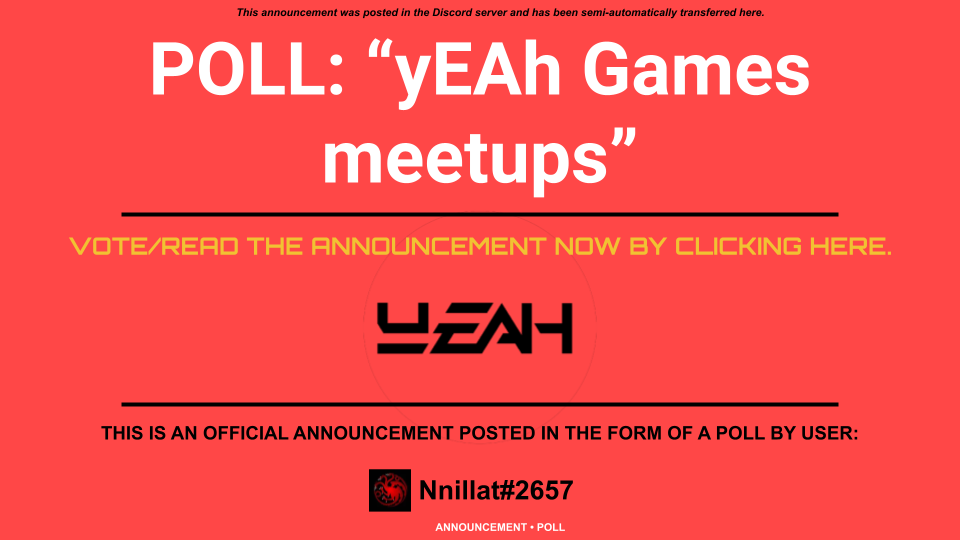 This announcement was posted in the Discord server and has been semi-automatically transferred here.
POLL: “yEAh Games
meetups”
VOTE/READ THE ANNOUNCEMENT NOW BY CLICKING HERE.
yEAH
THIS IS AN OFFICIAL ANNOUNCEMENT POSTED IN THE FORM OF A POLL BY USER:
Nnillat#2657
ANNOUNCEMENT • POLL